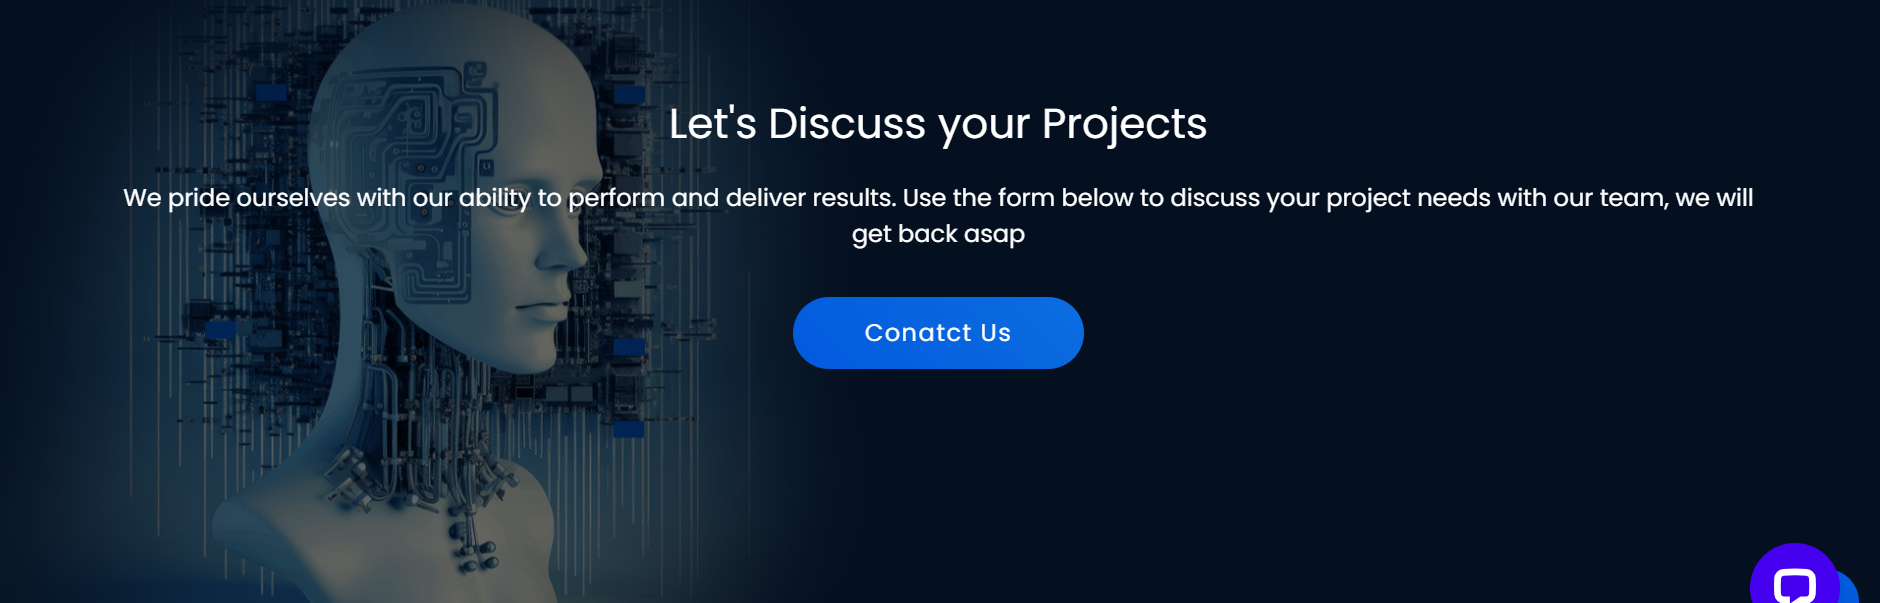 Let's Discuss your Projects
We pride ourselves with our ability to perform and deliver results. Use the form below to discuss your project needs with our team, we will
get back asap
Conatct Us